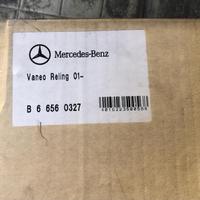 Mercedes-Benz
Vaneo Reling 01-
B 6 656 0327